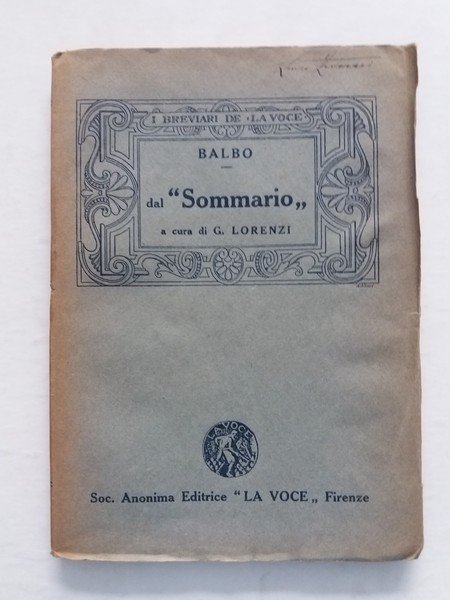 I BREVIARI DE «LA VOCE»
BALBO
dal “Sommario„
a cura di G. LORENZI
LA VOCE
Soc. Anonima Editrice “LA VOCE„ Firenze